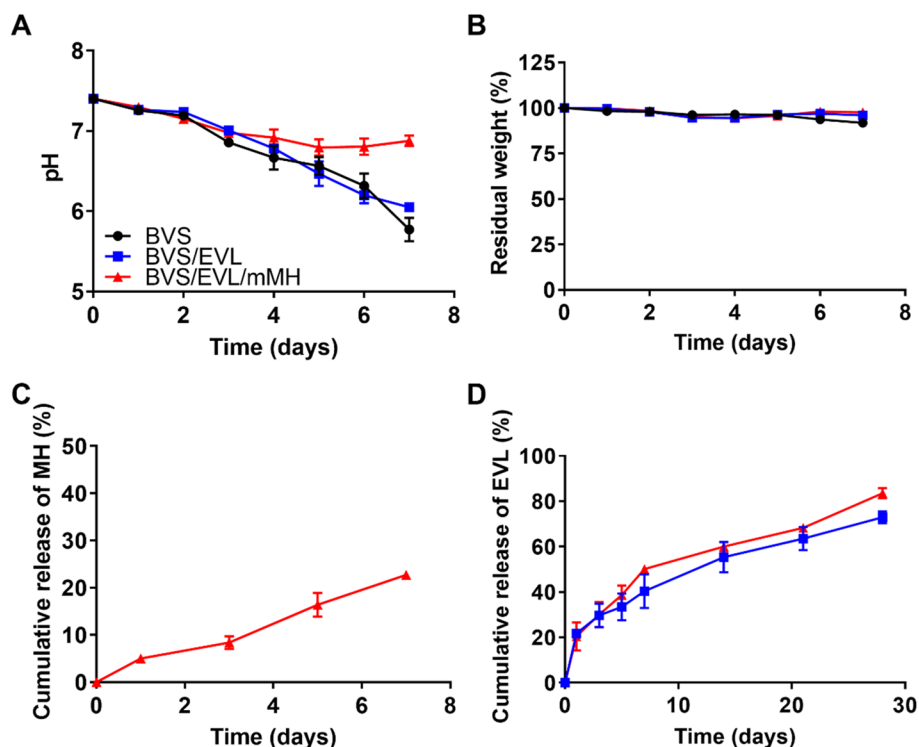 A
8
7
6
5
pH
BVS
BVS/EVL
BVS/EVL/mMH
0
2
4
6
8
Time (days)
B
125
100
75
50
25
0
Residual weight (%)
0
2
4
6
8
Time (days)
C
50
40
30
20
10
0
Cumulative release of MH (%)
0
2
4
6
8
Time (days)
D
100
80
60
40
20
0
Cumulative release of EVL (%)
0
10
20
30
Time (days)